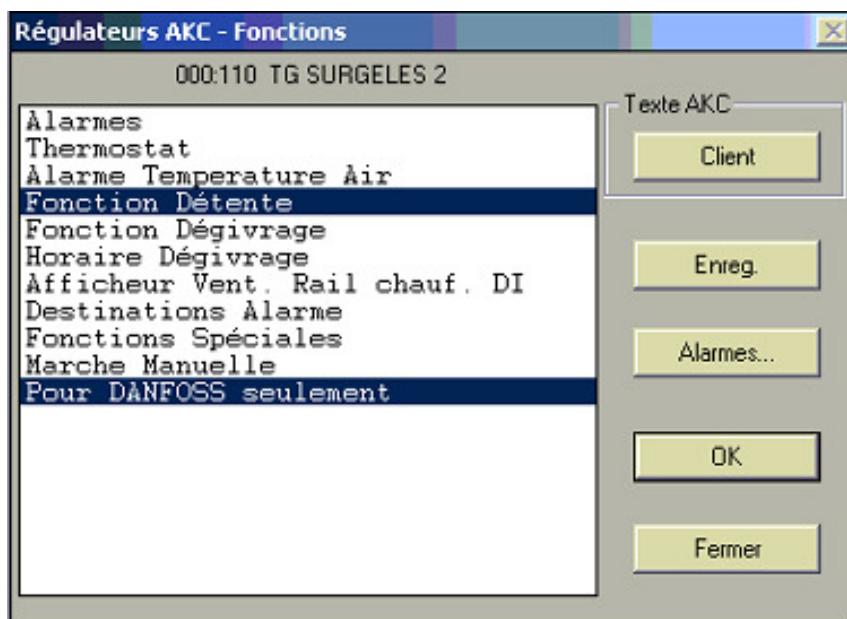 Régulateurs AKC - Fonctions
000:110 TG SURGELES 2
Alarmes
Thermostat
Alarme Temperature Air
Fonction Détente
Fonction Dégivrage
Horaire Dégivrage
Afficheur Vent. Rail chauf. DI
Destinations Alarme
Fonctions Spéciales
Marche Manuelle
Pour DANFOSS seulement
Texte AKC
Client
Enreg.
Alarmes...
OK
Fermer